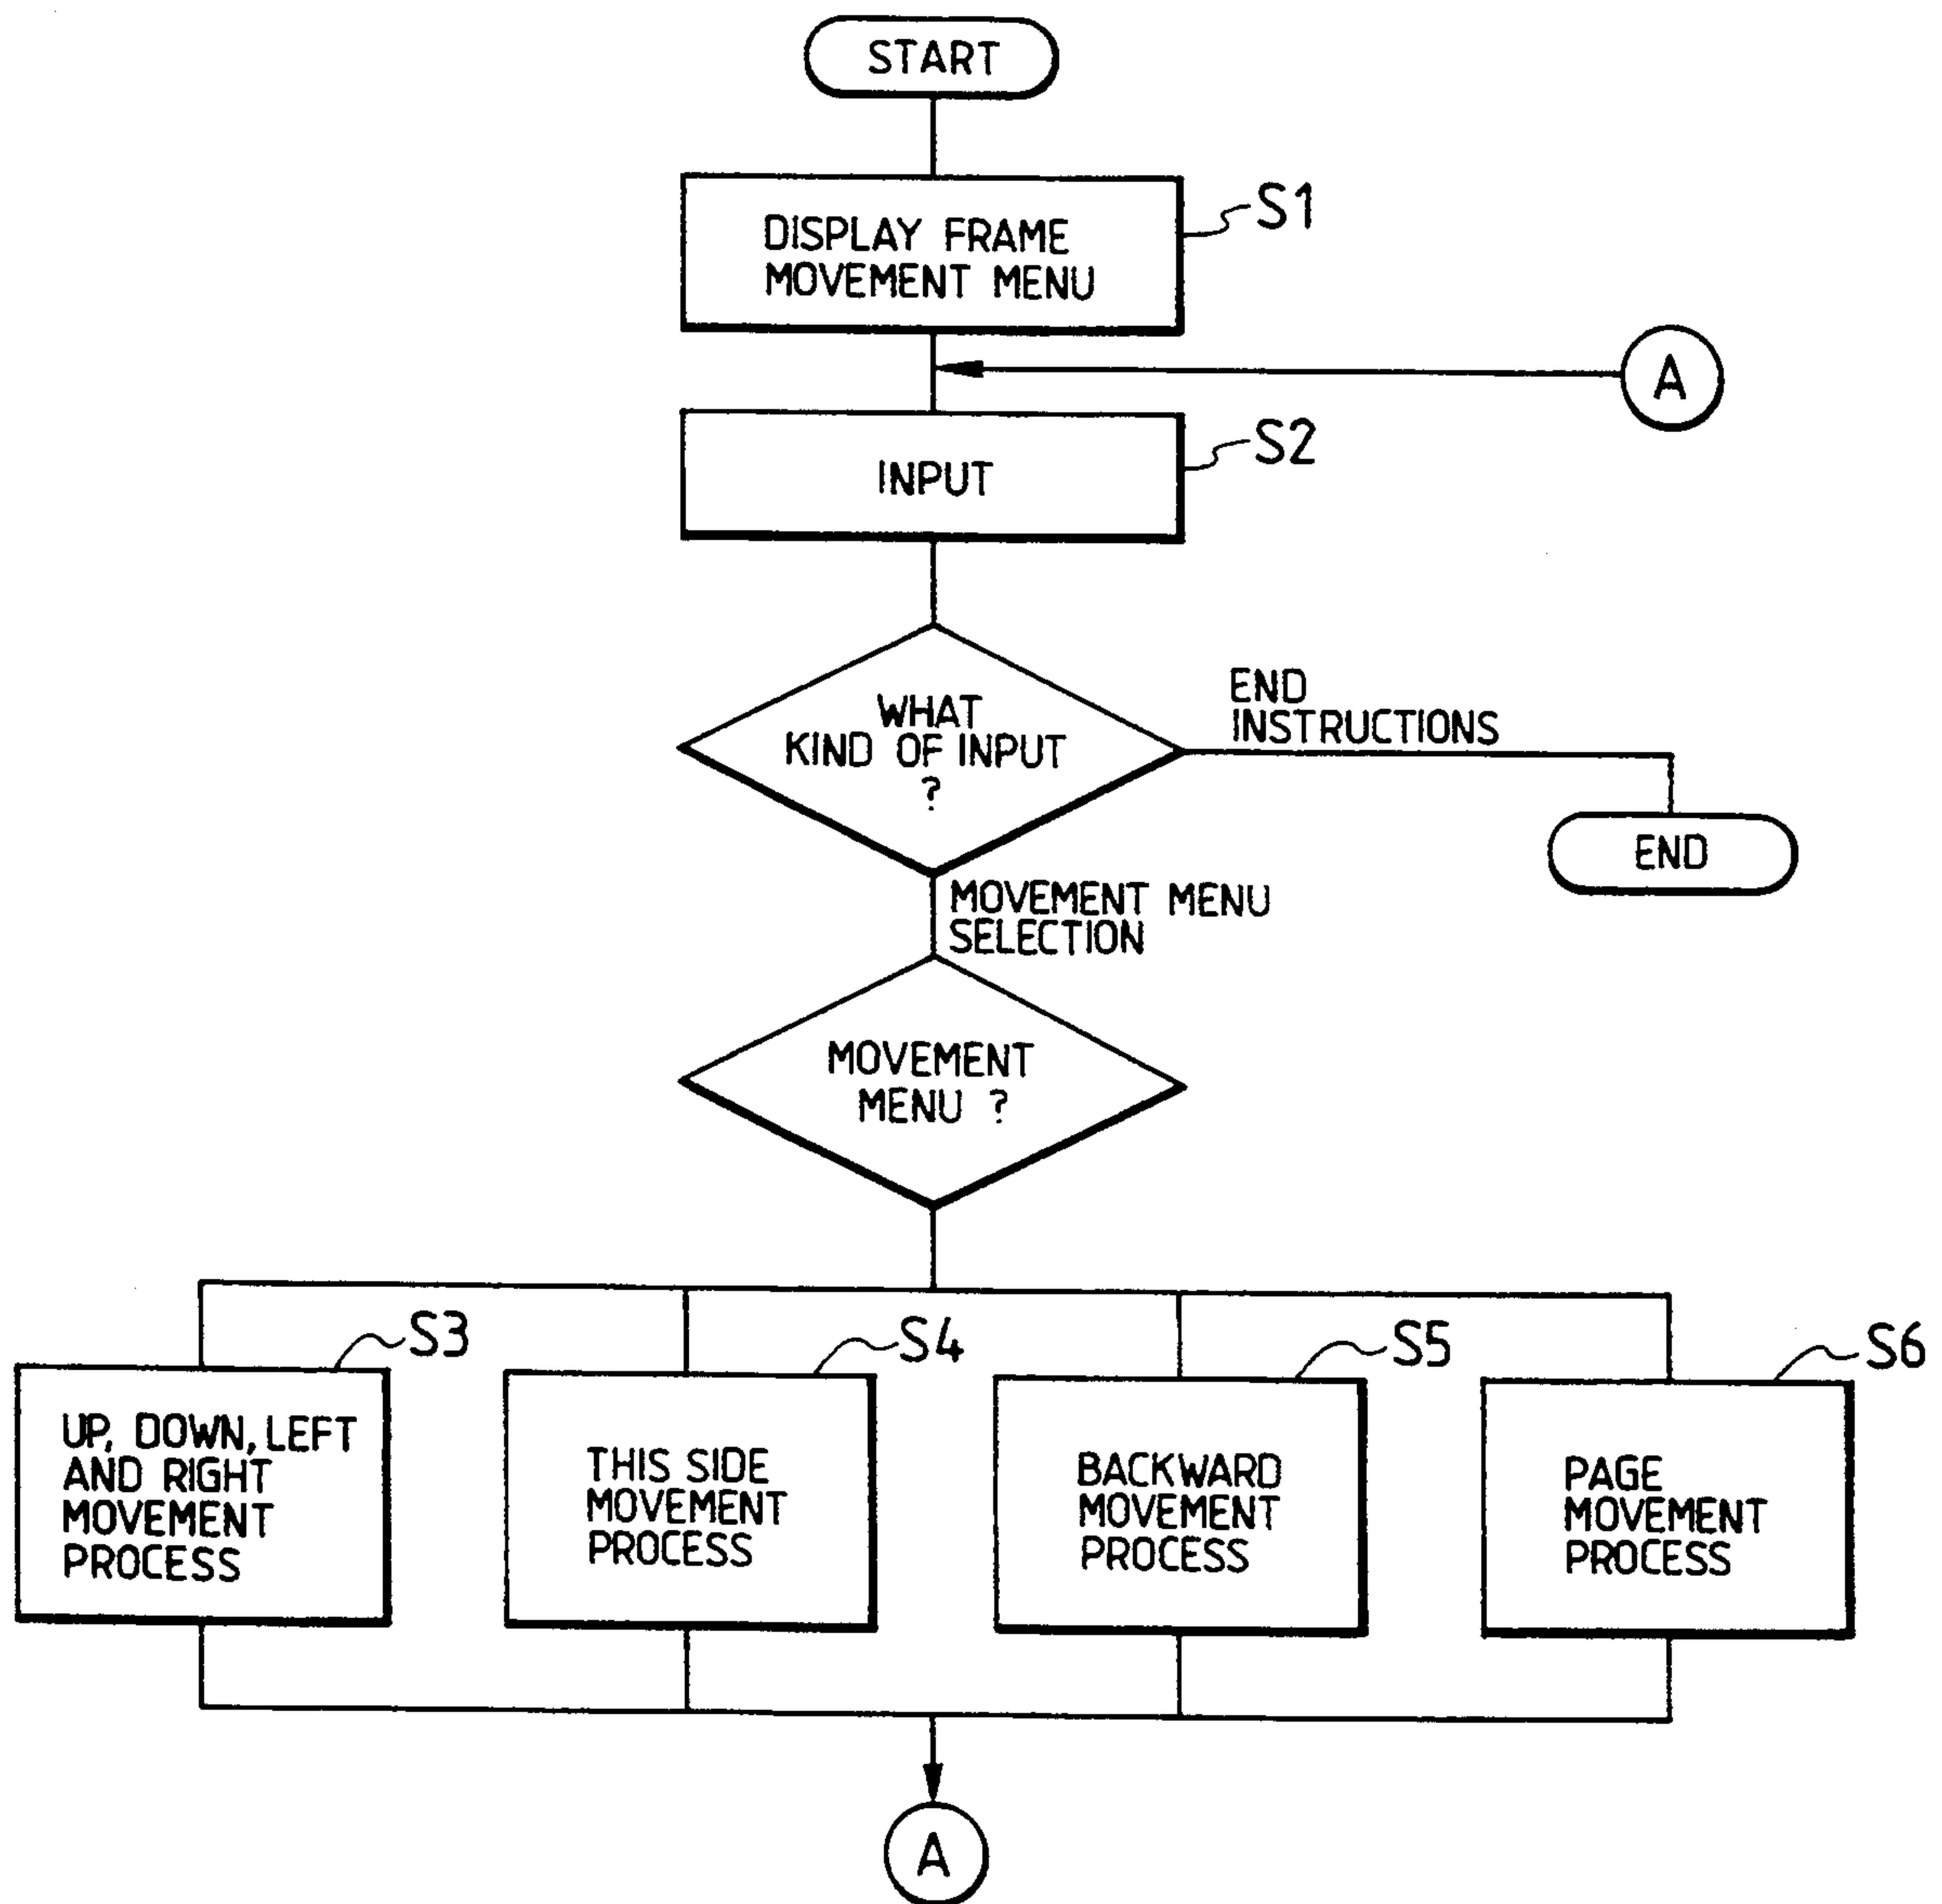 START
DISPLAY FRAME
MOVEMENT MENU
S1
A
INPUT
S2
WHAT
KIND OF INPUT
?
END
INSTRUCTIONS
END
MOVEMENT MENU
SELECTION
MOVEMENT
MENU ?
S3
UP, DOWN, LEFT
AND RIGHT
MOVEMENT
PROCESS
S4
THIS SIDE
MOVEMENT
PROCESS
S5
BACKWARD
MOVEMENT
PROCESS
S6
PAGE
MOVEMENT
PROCESS
A